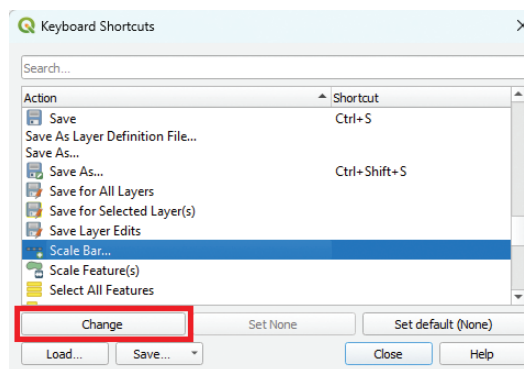 Keyboard Shortcuts
Search...
Action Shortcut
Save Ctrl+S
Save As Layer Definition File...
Save As...
Save As... Ctrl+Shift+S
Save for All Layers
Save for Selected Layer(s)
Save Layer Edits
Scale Bar...
Scale Feature(s)
Select All Features
Change Set None Set default (None)
Load... Save... Close Help